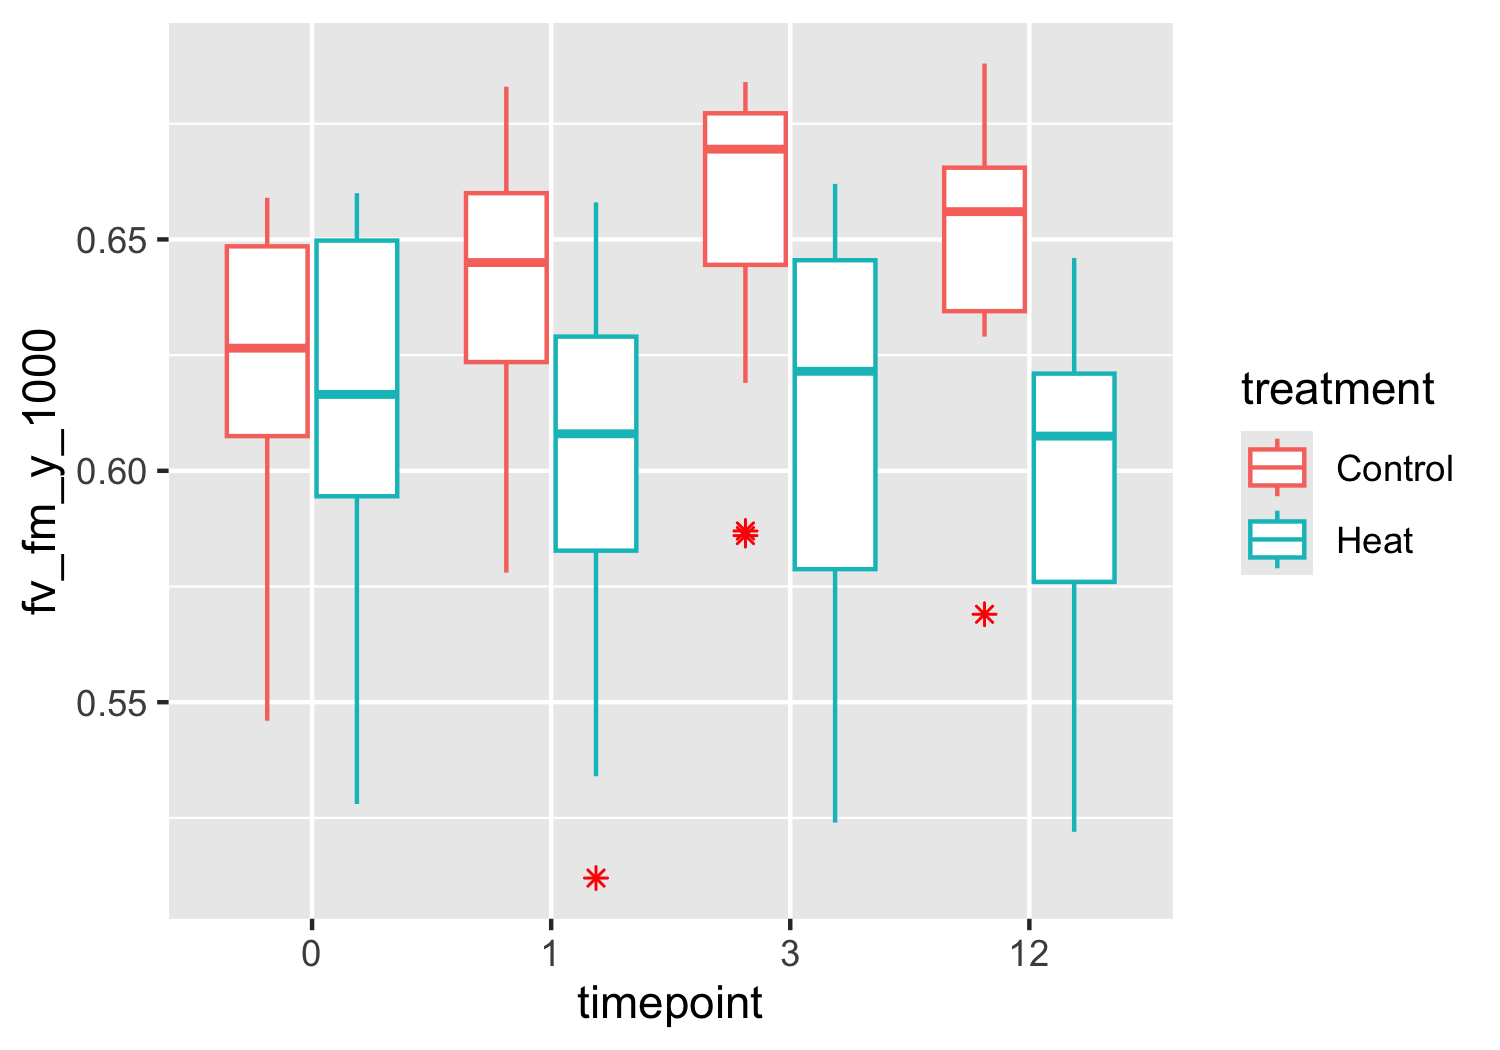 fv_fm_y_1000
0.65
0.60
0.55
0 1 3 12
timepoint
treatment
Control
Heat